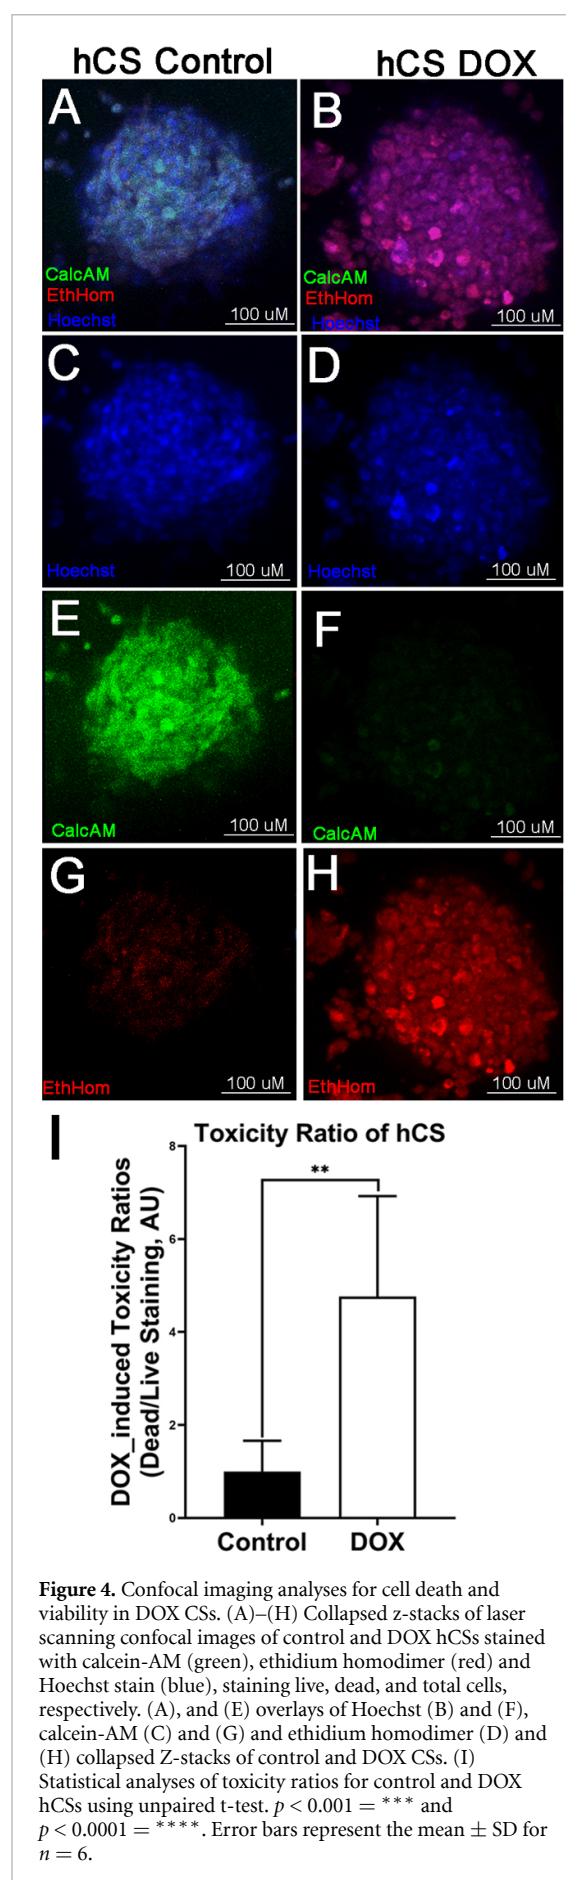 hCS Control
hCS DOX
A
CalcAM
EthHom
Hoechst
100 uM
B
CalcAM
EthHom
Hoechst
100 uM
C
Hoechst
100 uM
D
Hoechst
100 uM
E
CalcAM
100 uM
F
CalcAM
100 uM
G
EthHom
100 uM
H
EthHom
100 uM
I
Toxicity Ratio of hCS
DOX_induced Toxicity Ratios
(Dead/Live Staining, AU)
8
6
4
2
0
**
Control
DOX
Figure 4. Confocal imaging analyses for cell death and
viability in DOX CSs. (A)–(H) Collapsed z-stacks of laser
scanning confocal images of control and DOX hCSs stained
with calcein-AM (green), ethidium homodimer (red) and
Hoechst stain (blue), staining live, dead, and total cells,
respectively. (A), and (E) overlays of Hoechst (B) and (F),
calcein-AM (C) and (G) and ethidium homodimer (D) and
(H) collapsed Z-stacks of control and DOX CSs. (I)
Statistical analyses of toxicity ratios for control and DOX
hCSs using unpaired t-test. p < 0.001 = *** and
p < 0.0001 = ****. Error bars represent the mean ± SD for
n = 6.